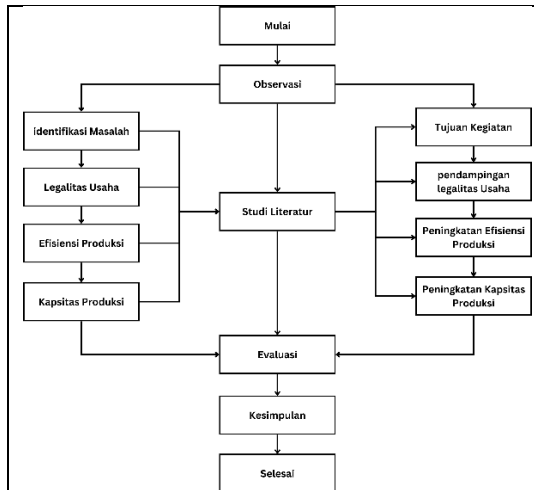 Mulai
Observasi
identifikasi Masalah
Legalitas Usaha
Efisiensi Produksi
Kapsitas Produksi
Studi Literatur
Tujuan Kegiatan
pendampingan
legalitas Usaha
Peningkatan Efisiensi
Produksi
Peningkatan Kapsitas
Produksi
Evaluasi
Kesimpulan
Selesai